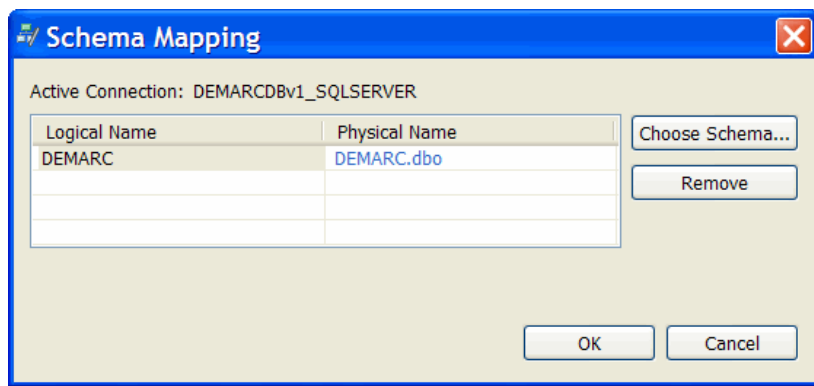 Schema Mapping
Active Connection: DEMARCDBv1_SQLSERVER
Logical Name Physical Name Choose Schema...
DEMARC DEMARC.dbo
Remove
OK Cancel